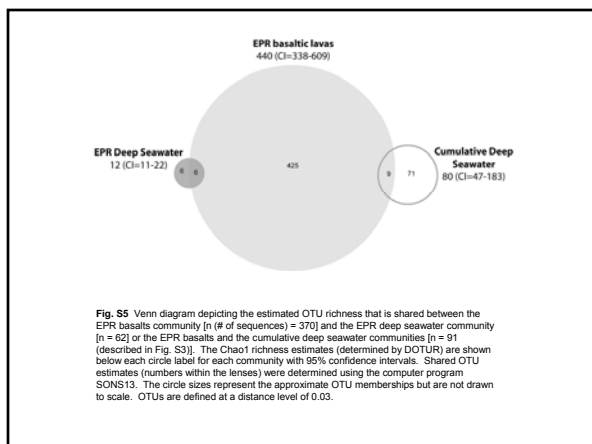 EPR basaltic lavas
440 (CI=338-609)
EPR Deep Seawater
12 (CI=11-22)
6 6
425
9 71
Cumulative Deep
Seawater
80 (CI=47-183)
Fig. S5 Venn diagram depicting the estimated OTU richness that is shared between the
EPR basalts community [n (# of sequences) = 370] and the EPR deep seawater community
[n = 62] or the EPR basalts and the cumulative deep seawater communities [n = 91
(described in Fig. S3)]. The Chao1 richness estimates (determined by DOTUR) are shown
below each circle label for each community with 95% confidence intervals. Shared OTU
estimates (numbers within the lenses) were determined using the computer program
SONS13. The circle sizes represent the approximate OTU memberships but are not drawn
to scale. OTUs are defined at a distance level of 0.03.